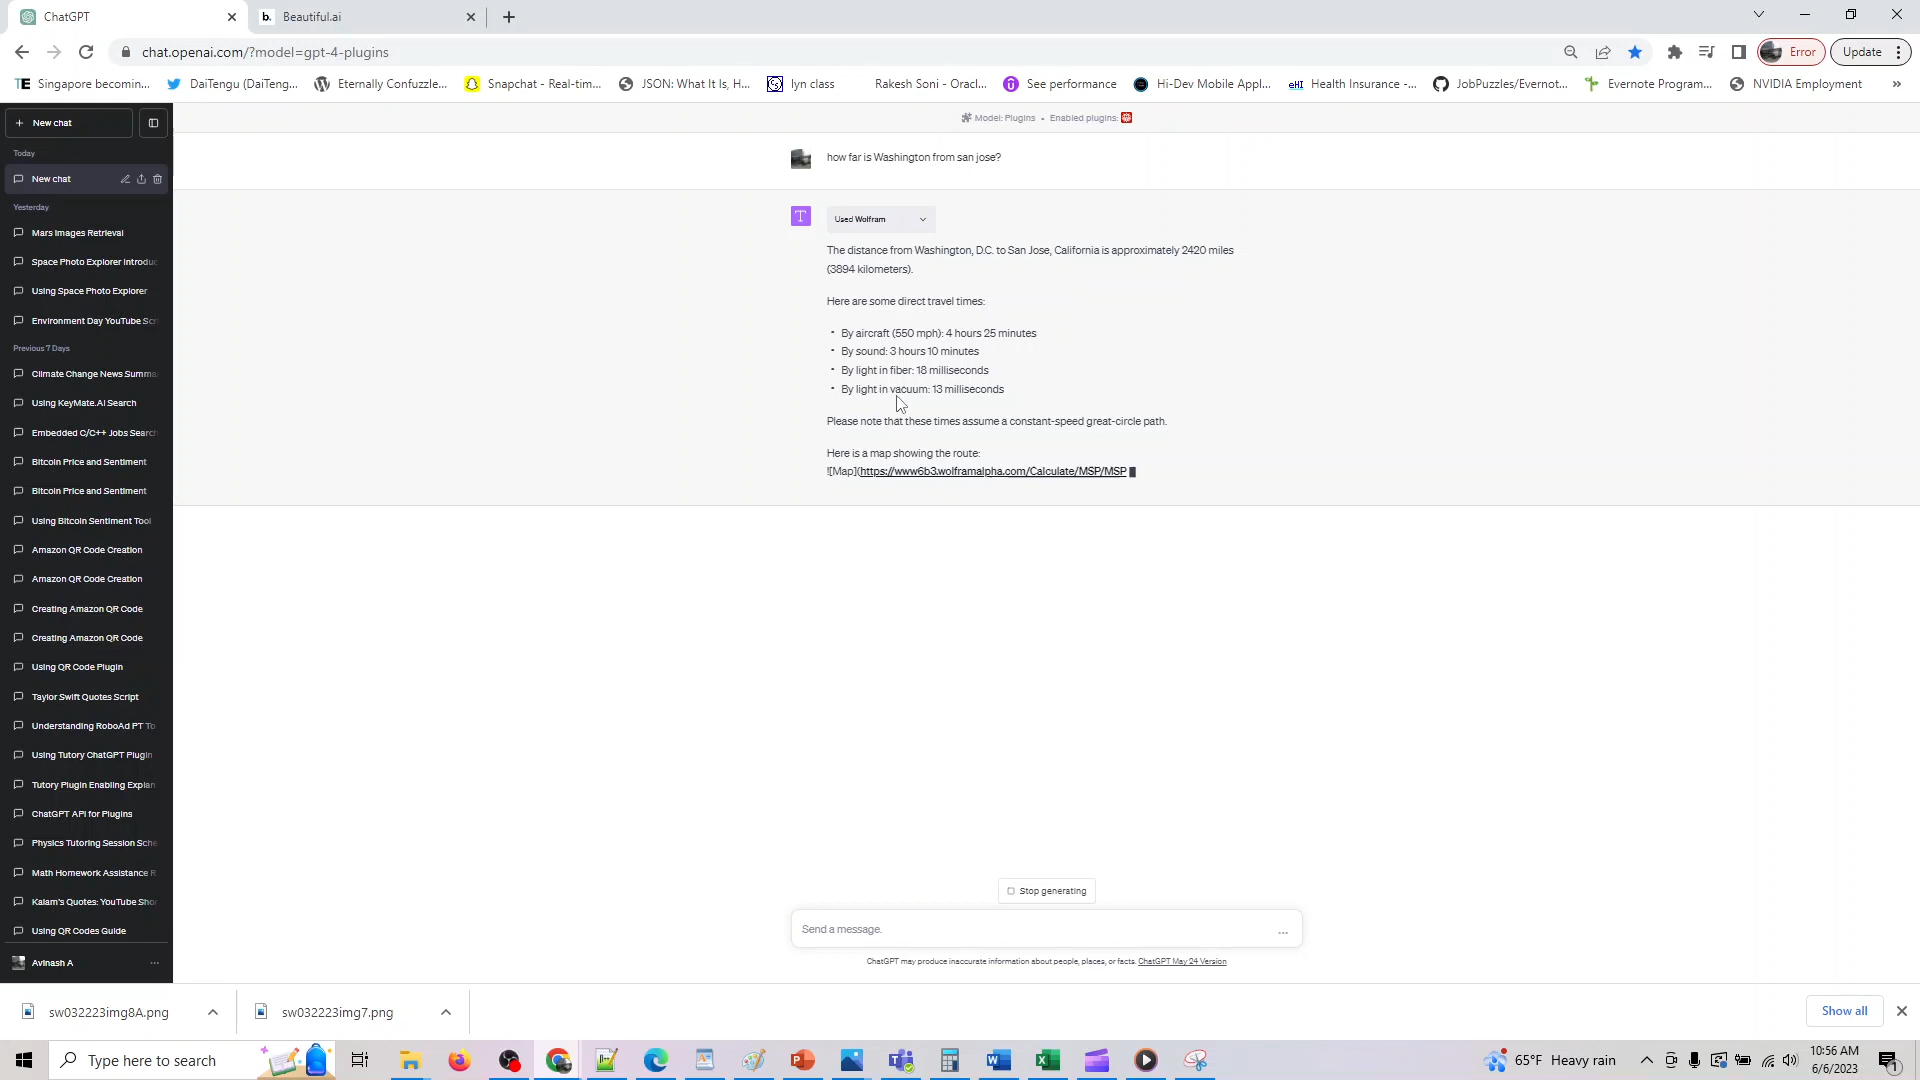 ChatGPT
b. Beautiful.ai
chat.openai.com/?model=gpt-4-plugins
Error
Update
TE Singapore becomin...
DaiTengu (DaiTeng...
Eternally Confuzzle...
Snapchat - Real-tim...
JSON: What It Is, H...
lyn class
Rakesh Soni - Oracl...
See performance
Hi-Dev Mobile Appl...
eHI Health Insurance -...
JobPuzzles/Evernot...
Evernote Program...
NVIDIA Employment
»
+ New chat
Model: Plugins • Enabled plugins:
Today
New chat
Yesterday
Mars Images Retrieval
Space Photo Explorer Introduc
Using Space Photo Explorer
Environment Day YouTube Scr
Previous 7 Days
Climate Change News Summa
Using KeyMate.AI Search
Embedded C/C++ Jobs Search
Bitcoin Price and Sentiment
Bitcoin Price and Sentiment
Using Bitcoin Sentiment Tool
Amazon QR Code Creation
Amazon QR Code Creation
Creating Amazon QR Code
Creating Amazon QR Code
Using QR Code Plugin
Taylor Swift Quotes Script
Understanding RoboAd PT To
Using Tutory ChatGPT Plugin
Tutory Plugin Enabling Explan
ChatGPT API for Plugins
Physics Tutoring Session Sche
Math Homework Assistance R
Kalam's Quotes: YouTube Shor
Using QR Codes Guide
Avinash A
...
how far is Washington from san jose?
T
Used Wolfram
The distance from Washington, D.C. to San Jose, California is approximately 2420 miles
(3894 kilometers).
Here are some direct travel times:
• By aircraft (550 mph): 4 hours 25 minutes
• By sound: 3 hours 10 minutes
• By light in fiber: 18 milliseconds
• By light in vacuum: 13 milliseconds
Please note that these times assume a constant-speed great-circle path.
Here is a map showing the route:
![Map](https://www6b3.wolframalpha.com/Calculate/MSP/MSP
Stop generating
Send a message.
...
ChatGPT may produce inaccurate information about people, places, or facts. ChatGPT May 24 Version
sw032223img8A.png
sw032223img7.png
Show all
Type here to search
65°F Heavy rain
10:56 AM
6/6/2023
1